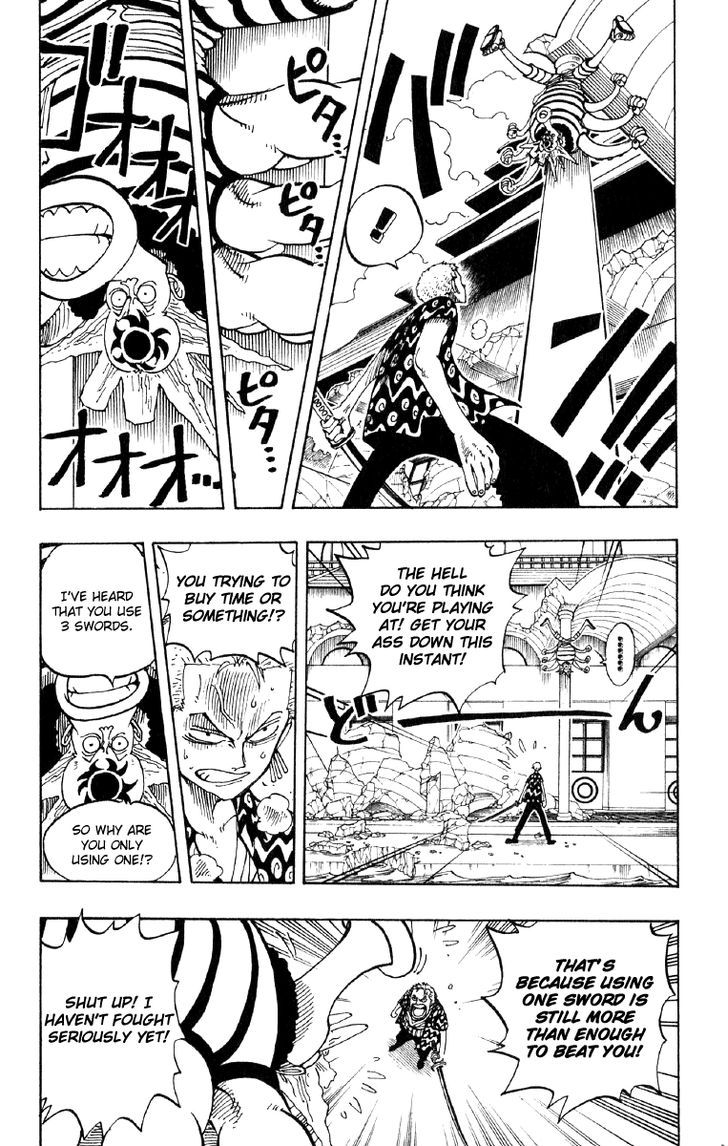 !
ピタ…
ピタ…
ピタ…
オオオ
オオオ…
THE HELL
DO YOU THINK
YOU'RE PLAYING
AT! GET YOUR
ASS DOWN THIS
INSTANT!
どーーん
YOU TRYING TO
BUY TIME OR
SOMETHING!?
I'VE HEARD
THAT YOU USE
3 SWORDS.
SO WHY ARE
YOU ONLY
USING ONE!?
THAT'S
BECAUSE USING
ONE SWORD IS
STILL MORE
THAN ENOUGH
TO BEAT YOU!
SHUT UP! I
HAVEN'T FOUGHT
SERIOUSLY YET!